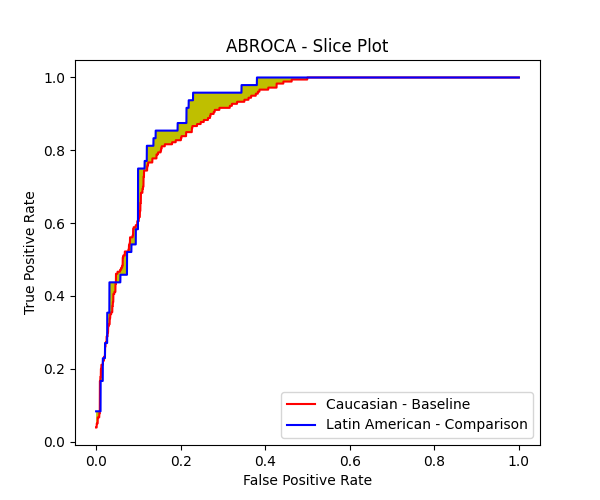 ABROCA - Slice Plot
True Positive Rate
1.0
0.8
0.6
0.4
0.2
0.0
Caucasian - Baseline
Latin American - Comparison
0.0 0.2 0.4 0.6 0.8 1.0
False Positive Rate